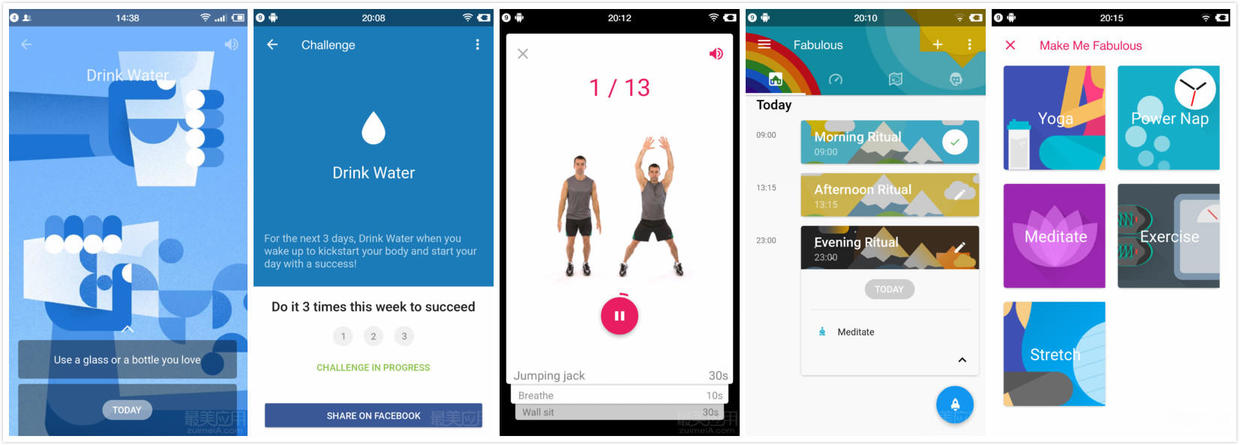 14:38
Drink Water
Use a glass or a bottle you love
TODAY
20:08
Challenge
Drink Water
For the next 3 days, Drink Water when you
wake up to kickstart your body and start your
day with a success!
Do it 3 times this week to succeed
1 2 3
CHALLENGE IN PROGRESS
SHARE ON FACEBOOK
最美应用
zuimeiA.com
20:12
1 / 13
Jumping jack 30s
Breathe 10s
Wall sit 30s
最美应用
zuimeiA.com
20:10
Fabulous
Today
09:00
Morning Ritual
09:00
13:15
Afternoon Ritual
13:15
23:00
Evening Ritual
23:00
TODAY
Meditate
20:15
Make Me Fabulous
Yoga
Power Nap
Meditate
Exercise
Stretch